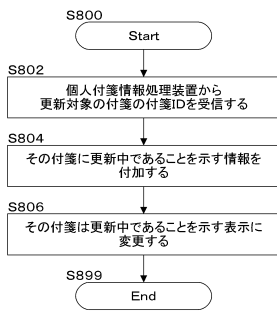 S800
Start
S802
個人付箋情報処理装置から
更新対象の付箋の付箋IDを受信する
S804
その付箋に更新中であることを示す情報を
付加する
S806
その付箋は更新中であることを示す表示に
変更する
S899
End